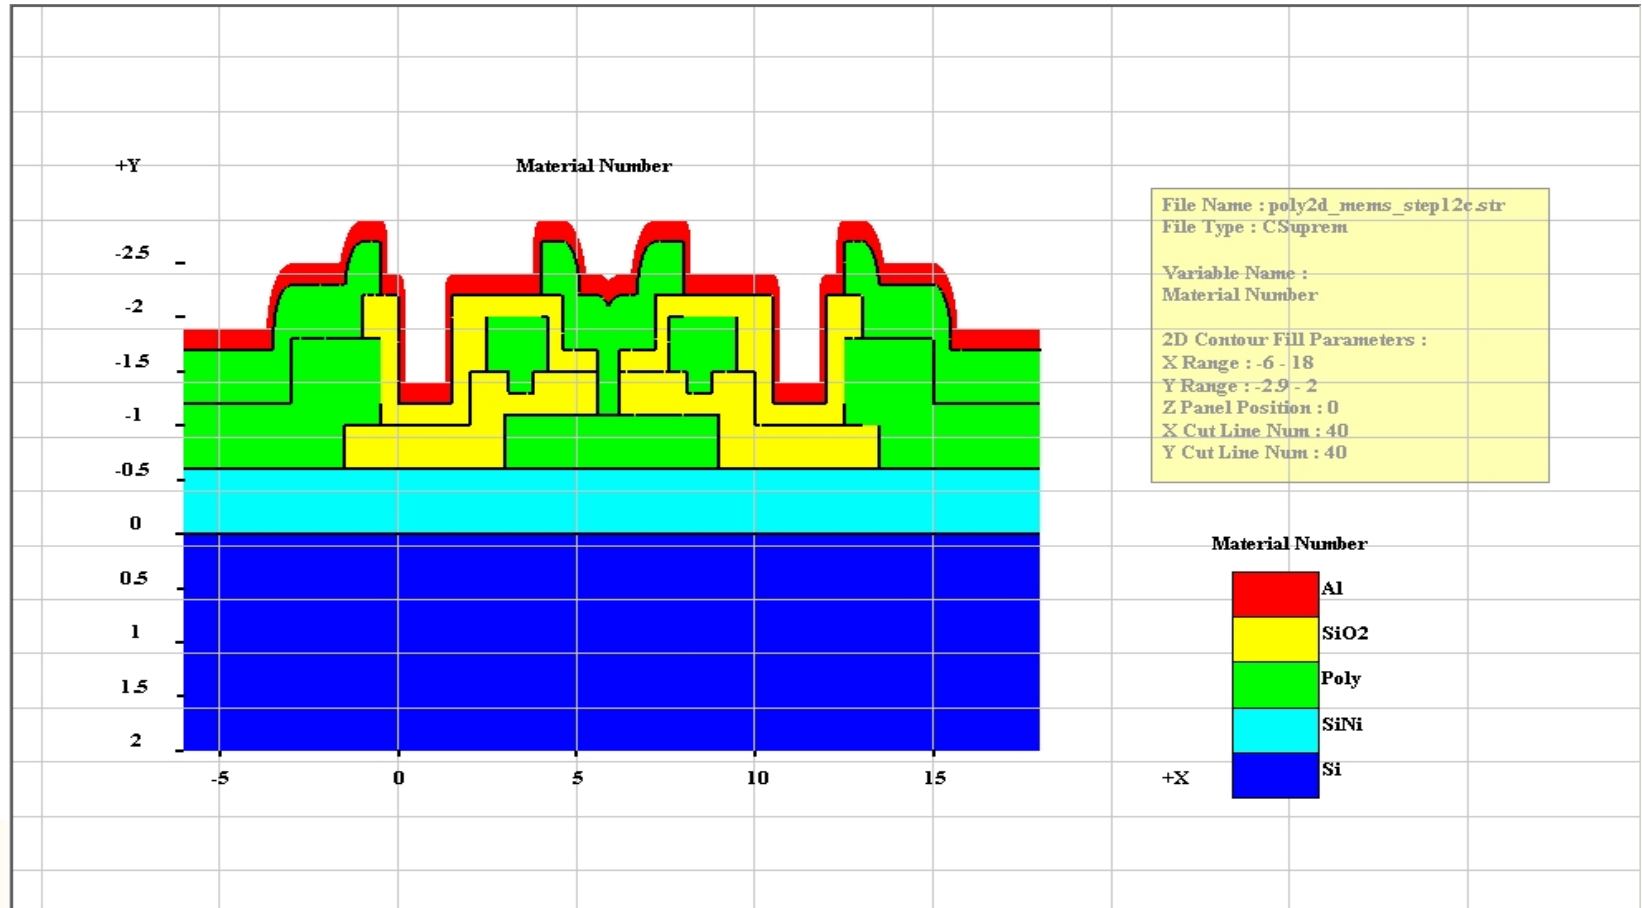 +Y
Material Number
-2.5
-2
-1.5
-1
-0.5
0
0.5
1
1.5
2
-5
0
5
10
15
+X
File Name : poly2d_mems_step12c.str
File Type : CSuprem
Variable Name :
Material Number
2D Contour Fill Parameters :
X Range : -6 - 18
Y Range : -2.9 - 2
Z Panel Position : 0
X Cut Line Num : 40
Y Cut Line Num : 40
Material Number
Al
SiO2
Poly
SiNi
Si